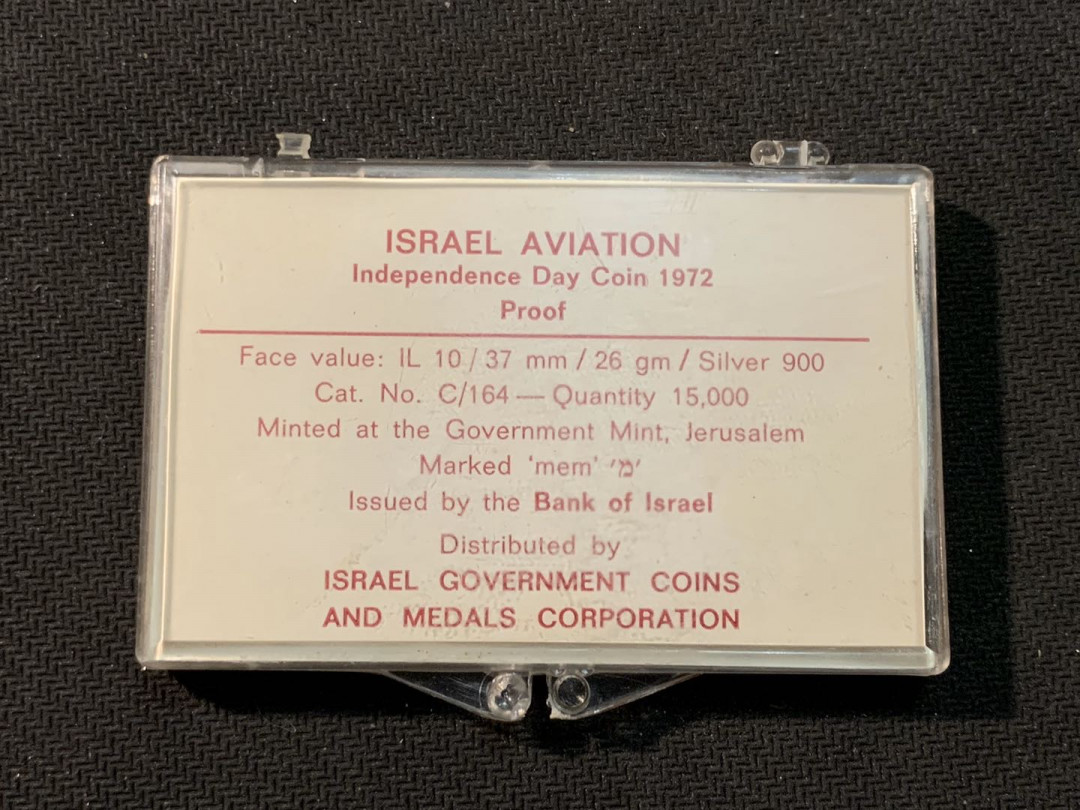 ISRAEL AVIATION
Independence Day Coin 1972
Proof
Face value: IL 10 / 37 mm / 26 gm / Silver 900
Cat. No. C/164 — Quantity 15,000
Minted at the Government Mint, Jerusalem
Marked 'mem' 'מ'
Issued by the Bank of Israel
Distributed by
ISRAEL GOVERNMENT COINS
AND MEDALS CORPORATION